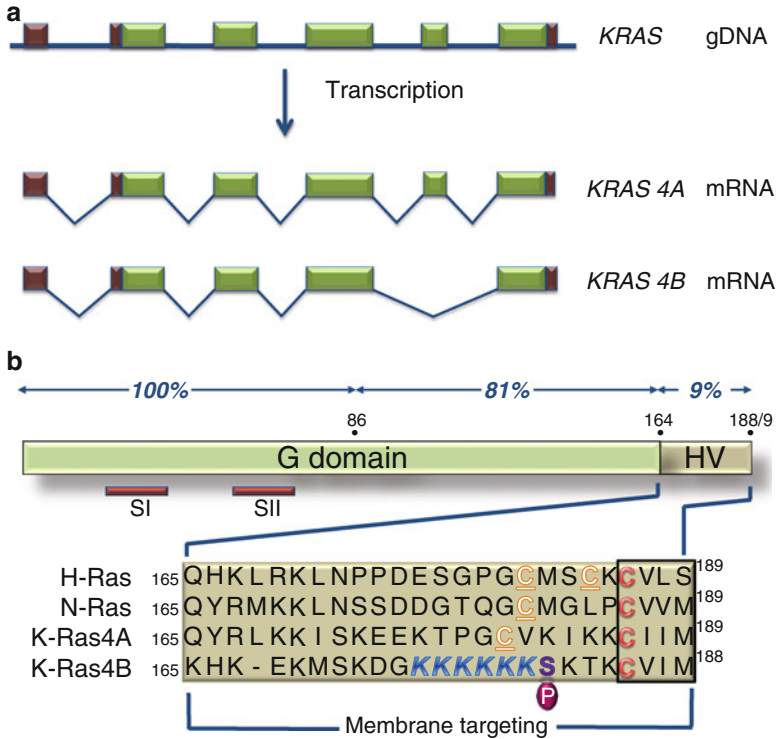 a
KRAS gDNA
Transcription
KRAS 4A mRNA
KRAS 4B mRNA
b
100% 81% 9%
86 164 188/9
G domain HV
SI SII
H-Ras 165 QHKLRKLNPPDESGPGCMSCKCVLS 189
N-Ras 165 QYRMKKLNSSDDGTQGCMGLPCVVM 189
K-Ras4A 165 QYRLKKISKEEKTPGCVKIKKCIIM 189
K-Ras4B 165 KHK-EKMSKDGKKKKKKSKTKCVIM 188
P
Membrane targeting